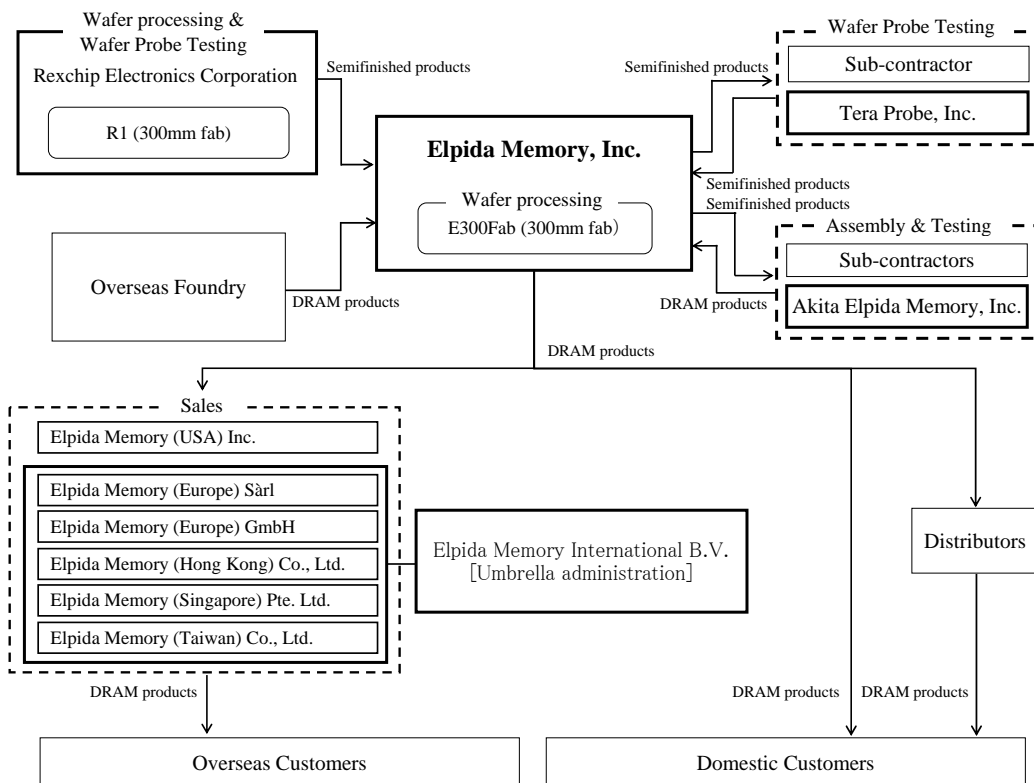 Wafer processing &
Wafer Probe Testing
Rexchip Electronics Corporation
R1 (300mm fab)
Semifinished products
Semifinished products
Wafer Probe Testing
Sub-contractor
Tera Probe, Inc.
Elpida Memory, Inc.
Wafer processing
E300Fab (300mm fab)
Semifinished products
Semifinished products
Assembly & Testing
Sub-contractors
Akita Elpida Memory, Inc.
Overseas Foundry
DRAM products
DRAM products
DRAM products
Sales
Elpida Memory (USA) Inc.
Elpida Memory (Europe) Sàrl
Elpida Memory (Europe) GmbH
Elpida Memory (Hong Kong) Co., Ltd.
Elpida Memory (Singapore) Pte. Ltd.
Elpida Memory (Taiwan) Co., Ltd.
Elpida Memory International B.V.
[Umbrella administration]
Distributors
DRAM products
DRAM products
DRAM products
Overseas Customers
Domestic Customers